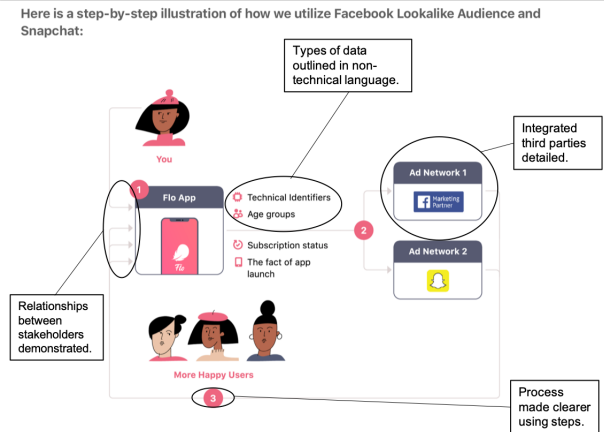 Here is a step-by-step illustration of how we utilize Facebook Lookalike Audience and
Snapchat:
Types of data
outlined in non-
technical language.
Integrated
third parties
detailed.
You
1
Flo App
Flo
Technical Identifiers
Age groups
Subscription status
The fact of app
launch
2
Ad Network 1
f Marketing
Partner
Ad Network 2
Relationships
between
stakeholders
demonstrated.
More Happy Users
3
Process
made clearer
using steps.